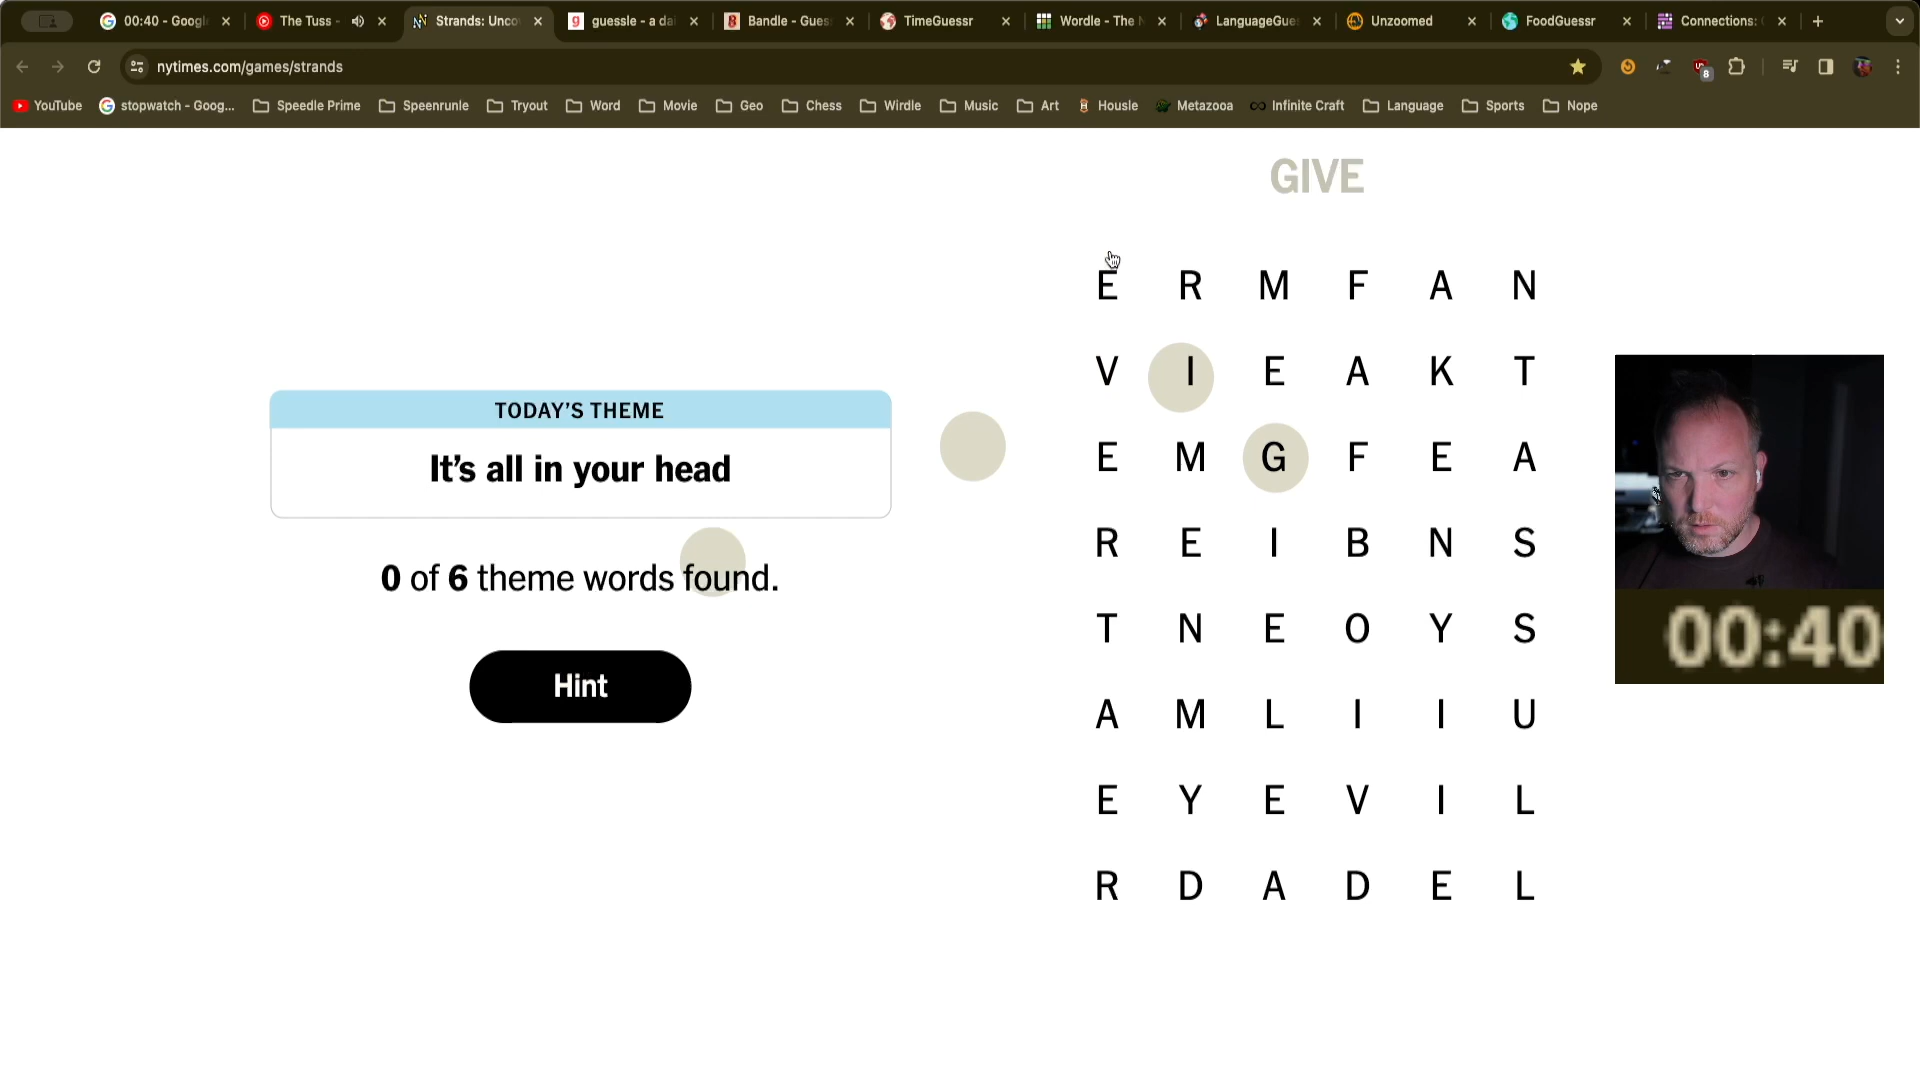 00:40 - Googl
The Tuss -
Strands: Unco
guessle - a dai
Bandle - Gues
TimeGuessr
Wordle - The N
LanguageGue
Unzoomed
FoodGuessr
Connections:
nytimes.com/games/strands
8
YouTube
stopwatch - Goog...
Speedle Prime
Speenrunle
Tryout
Word
Movie
Geo
Chess
Wirdle
Music
Art
Housle
Metazooa
Infinite Craft
Language
Sports
Nope
GIVE
TODAY'S THEME
It's all in your head
0 of 6 theme words found.
Hint
E R M F A N
V I E A K T
E M G F E A
R E I B N S
T N E O Y S
A M L I I U
E Y E V I L
R D A D E L
00:40